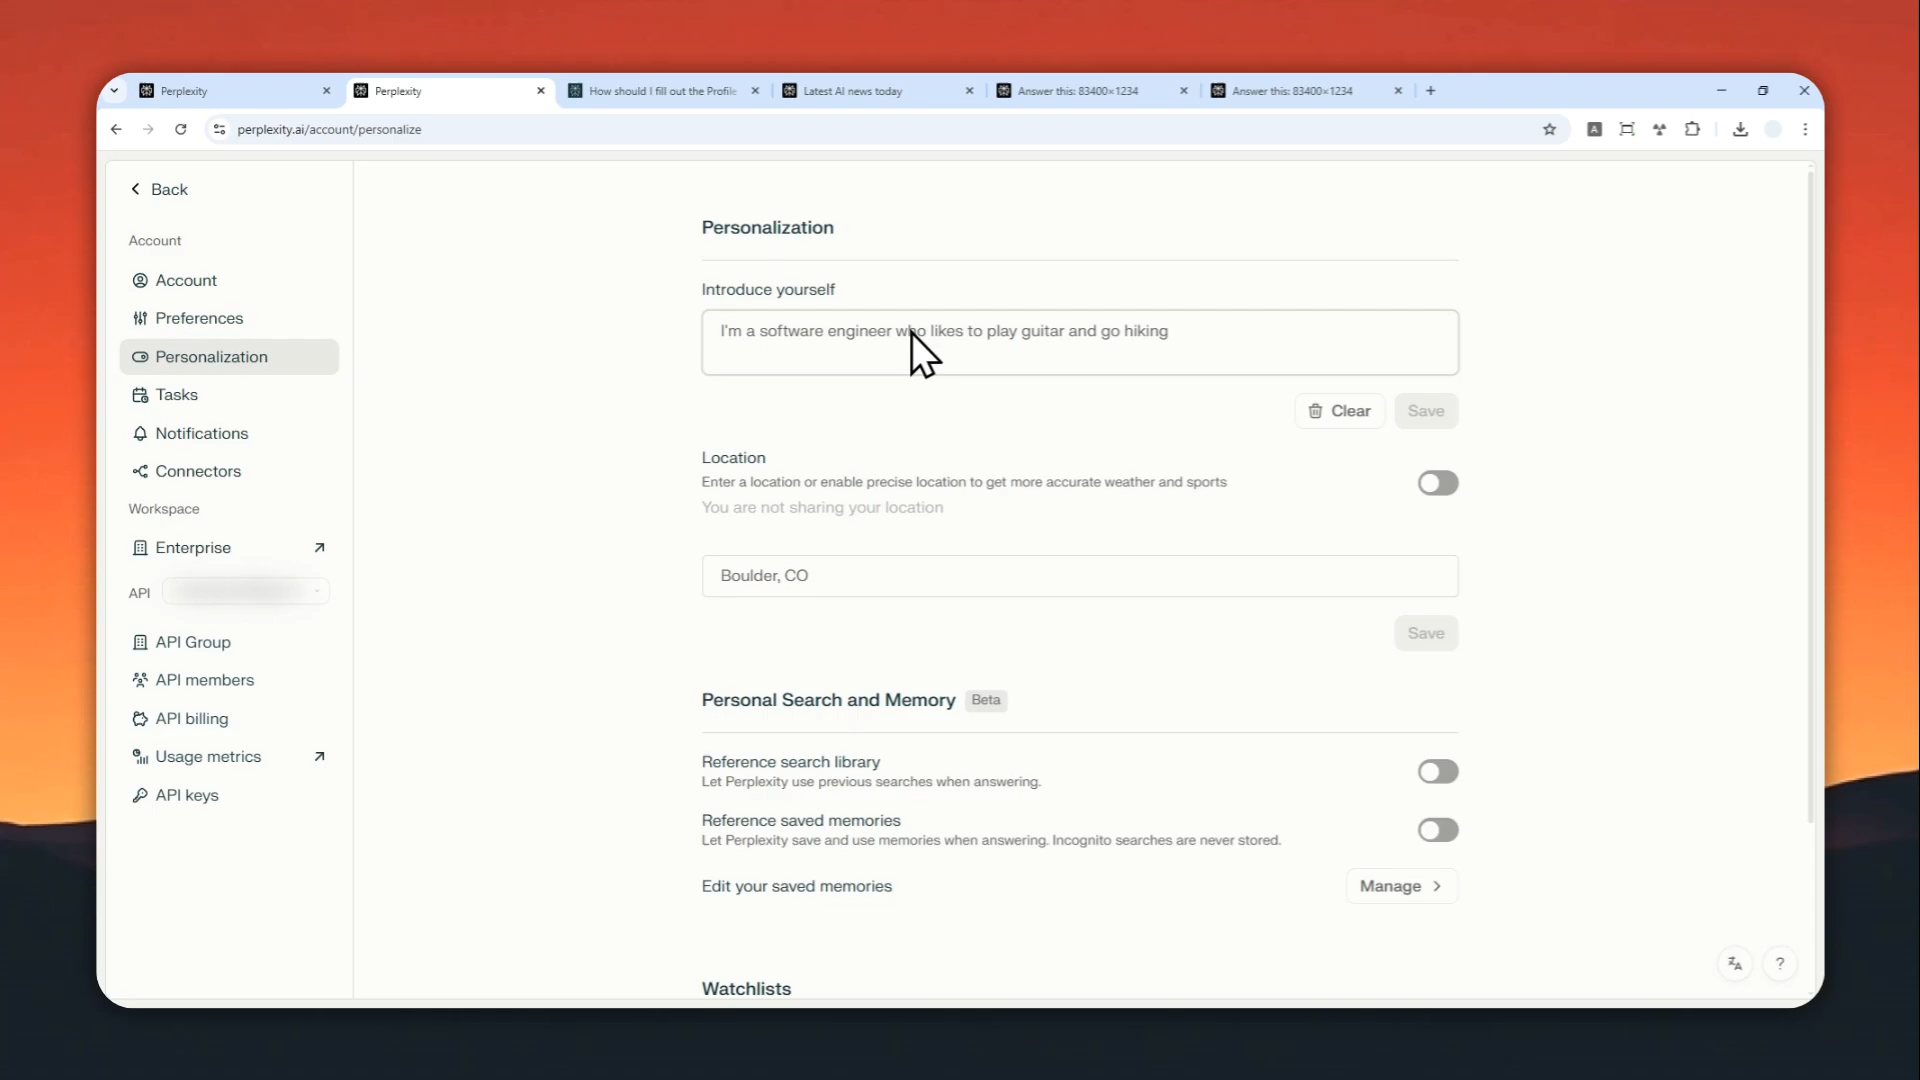 Perplexity
Perplexity
How should I fill out the Profile
Latest AI news today
Answer this: 83400×1234
Answer this: 83400×1234
perplexity.ai/account/personalize
A
Back
Account
Account
Preferences
Personalization
Tasks
Notifications
Connectors
Workspace
Enterprise
API
API Group
API members
API billing
Usage metrics
API keys
Personalization
Introduce yourself
I'm a software engineer who likes to play guitar and go hiking
Clear
Save
Location
Enter a location or enable precise location to get more accurate weather and sports
You are not sharing your location
Boulder, CO
Save
Personal Search and Memory Beta
Reference search library
Let Perplexity use previous searches when answering.
Reference saved memories
Let Perplexity save and use memories when answering. Incognito searches are never stored.
Edit your saved memories
Manage
Watchlists
?